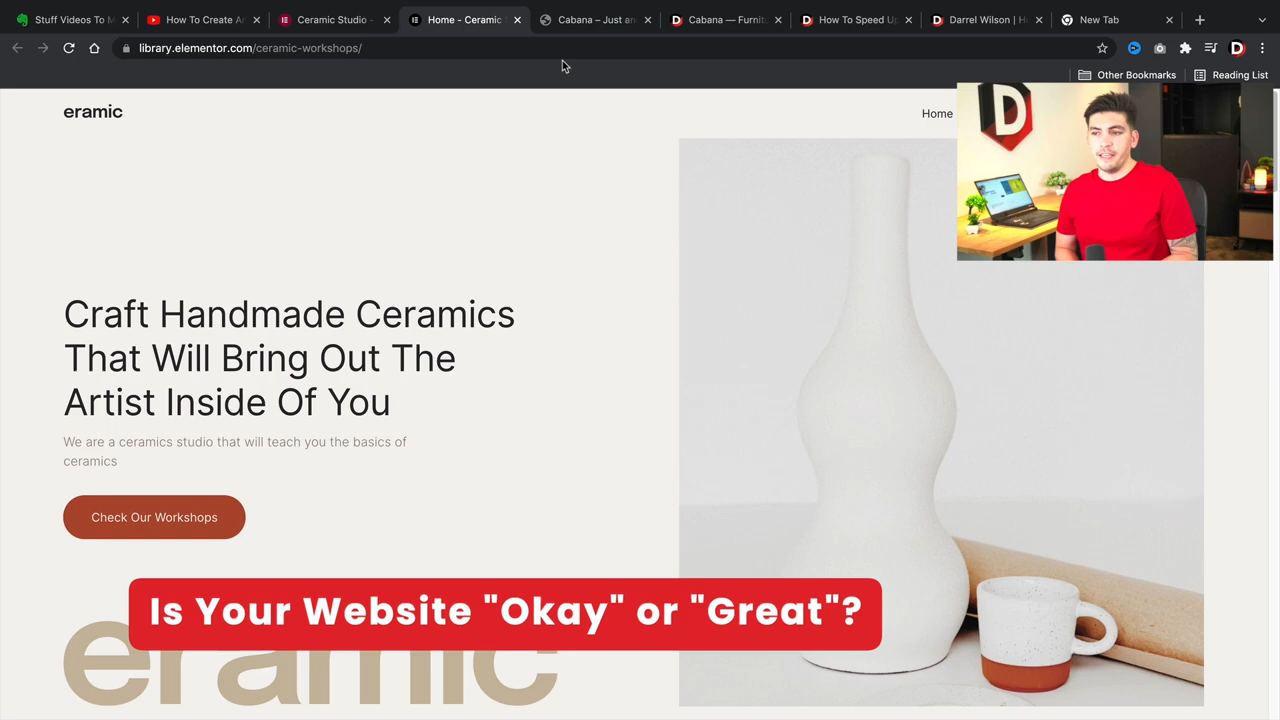 Stuff Videos To M
How To Create An
Ceramic Studio –
Home - Ceramic
Cabana – Just an
Cabana — Furnit
How To Speed Up
Darrel Wilson | H
New Tab
library.elementor.com/ceramic-workshops/
Other Bookmarks
Reading List
eramic
Home
Craft Handmade Ceramics
That Will Bring Out The
Artist Inside Of You
We are a ceramics studio that will teach you the basics of
ceramics
Check Our Workshops
Is Your Website "Okay" or "Great"?
eramic